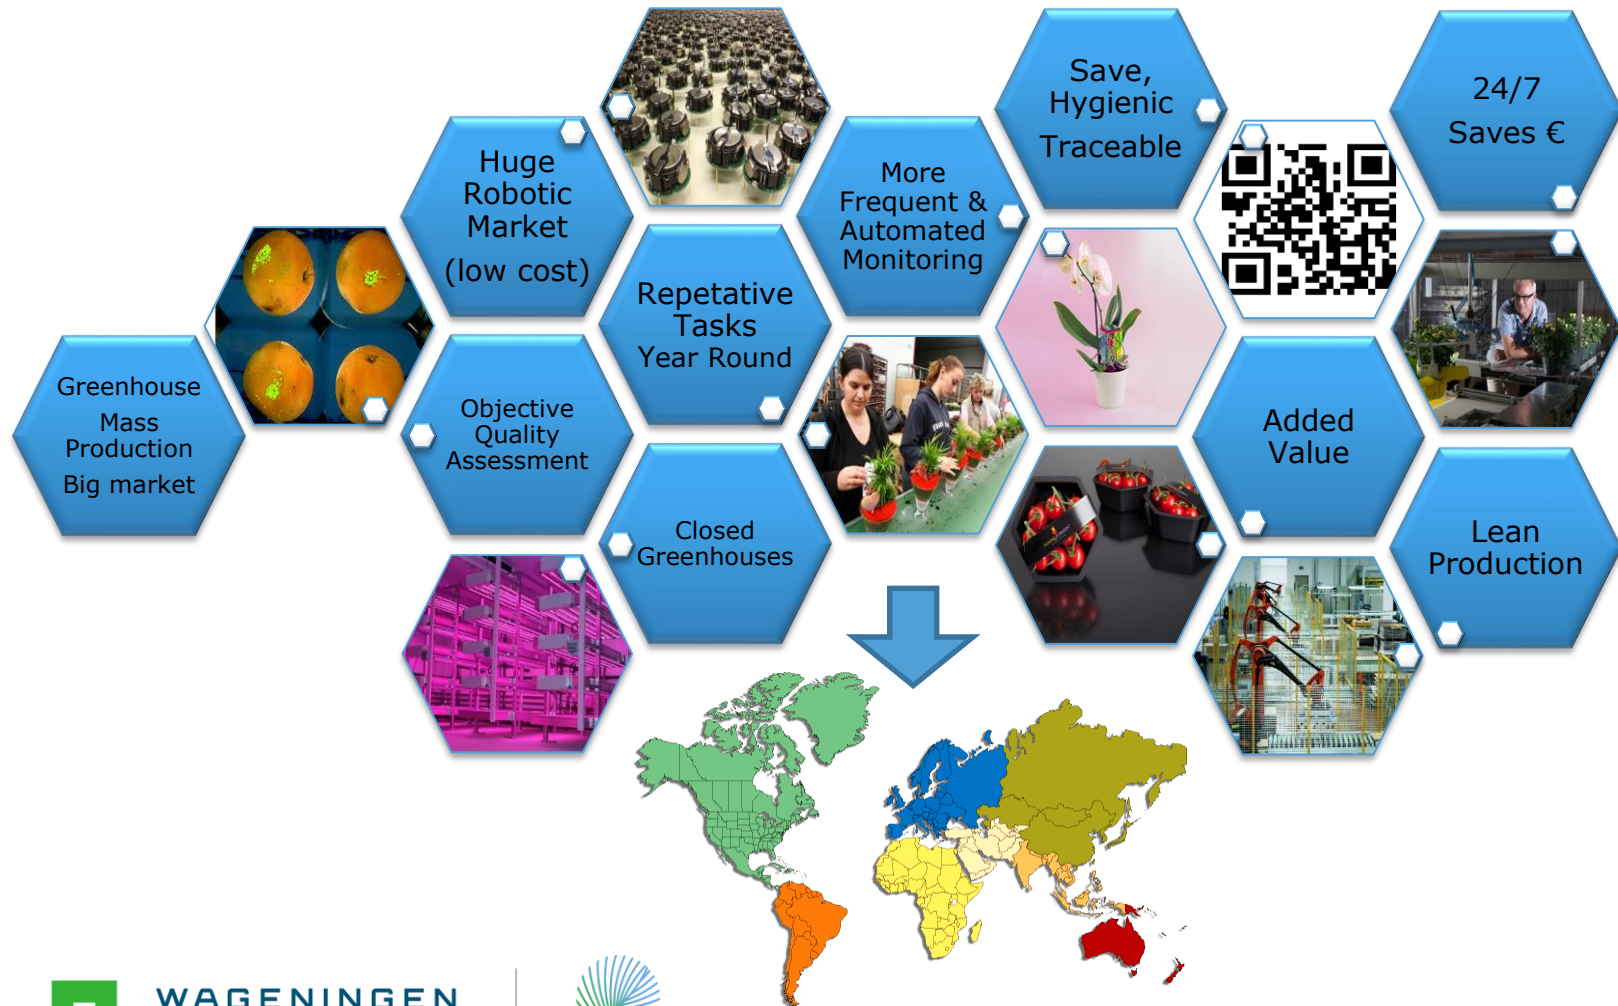 Greenhouse
Mass
Production
Big market
Huge
Robotic
Market
(low cost)
Objective
Quality
Assessment
Repetative
Tasks
Year Round
Closed
Greenhouses
More
Frequent &
Automated
Monitoring
Save,
Hygienic
Traceable
Added
Value
24/7
Saves €
Lean
Production
WAGENINGEN